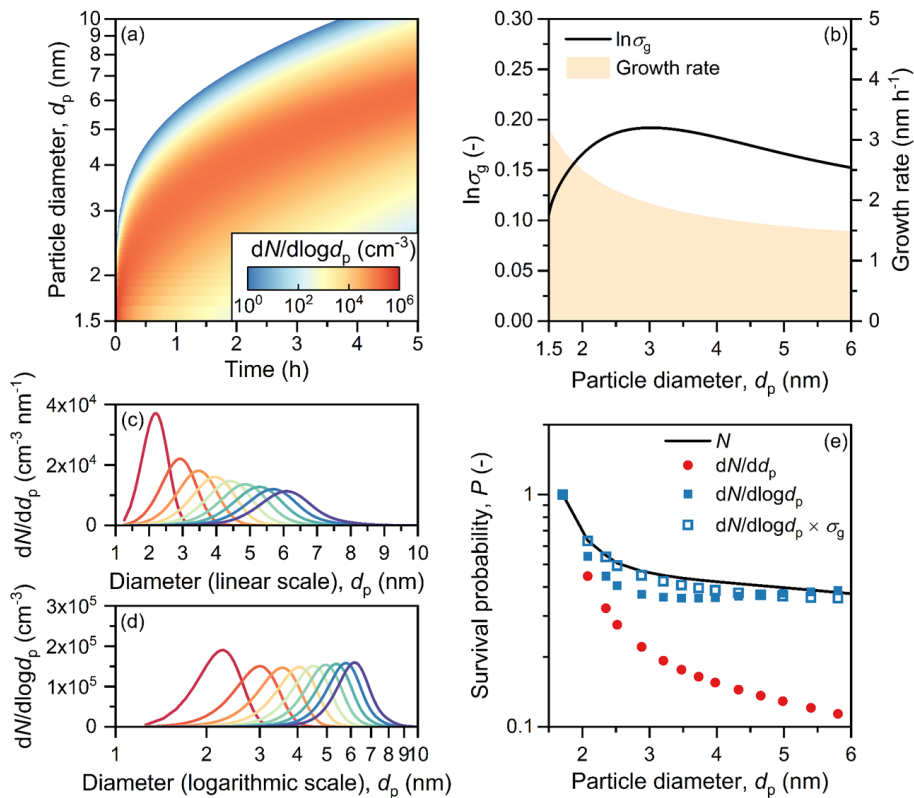 (a)
Particle diameter, dp (nm)
10
9
8
7
6
5
4
3
2
1.5
dN/dlogdp (cm-3)
10^0 10^2 10^4 10^6
0 1 2 3 4 5
Time (h)
(b)
lnσg
Growth rate
lnσg (-)
0.30
0.25
0.20
0.15
0.10
0.05
0.00
Growth rate (nm h-1)
5
4
3
2
1
0
1.5 2 3 4 5 6
Particle diameter, dp (nm)
(c)
dN/ddp (cm-3 nm-1)
4x10^4
2x10^4
0
0 1 2 3 4 5 6 7 8 9 10
Diameter (linear scale), dp (nm)
(d)
dN/dlogdp (cm-3)
3x10^5
2x10^5
1x10^5
0
1 2 3 4 5 6 7 8 9 10
Diameter (logarithmic scale), dp (nm)
(e)
N
dN/ddp
dN/dlogdp
dN/dlogdp × σg
Survival probability, P (-)
1
0.1
1 2 3 4 5 6
Particle diameter, dp (nm)